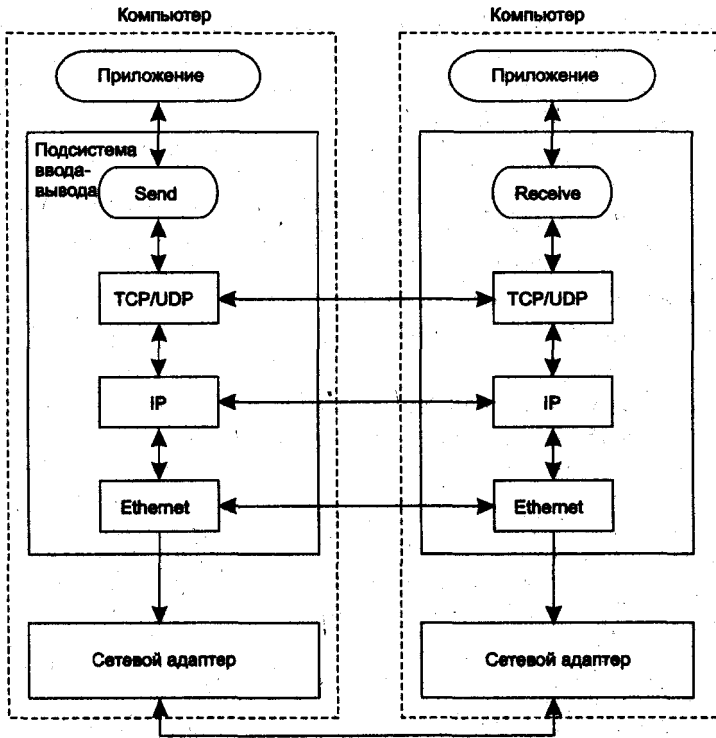 Компьютер
Компьютер
Приложение
Приложение
Подсистема
ввода-
вывода
Send
Receive
TCP/UDP
TCP/UDP
IP
IP
Ethernet
Ethernet
Сетевой адаптер
Сетевой адаптер